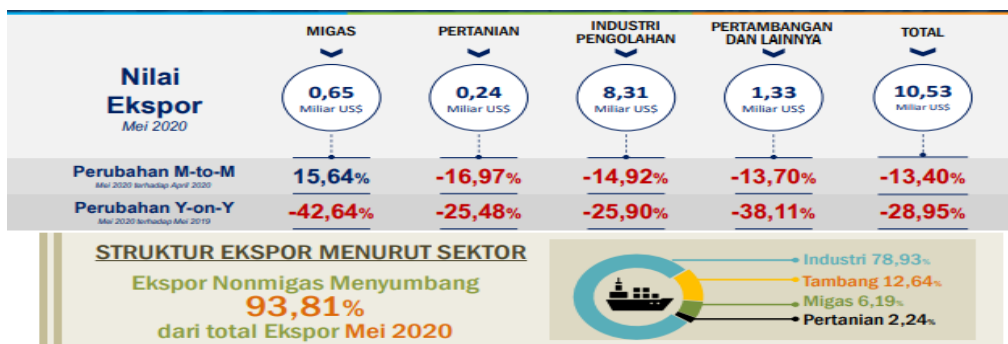 MIGAS
PERTANIAN
INDUSTRI
PENGOLAHAN
PERTAMBANGAN
DAN LAINNYA
TOTAL
Nilai
Ekspor
Mei 2020
0,65
Miliar US$
0,24
Miliar US$
8,31
Miliar US$
1,33
Miliar US$
10,53
Miliar US$
Perubahan M-to-M
Mei 2020 terhadap April 2020
15,64%
-16,97%
-14,92%
-13,70%
-13,40%
Perubahan Y-on-Y
Mei 2020 terhadap Mei 2019
-42,64%
-25,48%
-25,90%
-38,11%
-28,95%
STRUKTUR EKSPOR MENURUT SEKTOR
Ekspor Nonmigas Menyumbang
93,81%
dari total Ekspor Mei 2020
Industri 78,93%
Tambang 12,64%
Migas 6,19%
Pertanian 2,24%